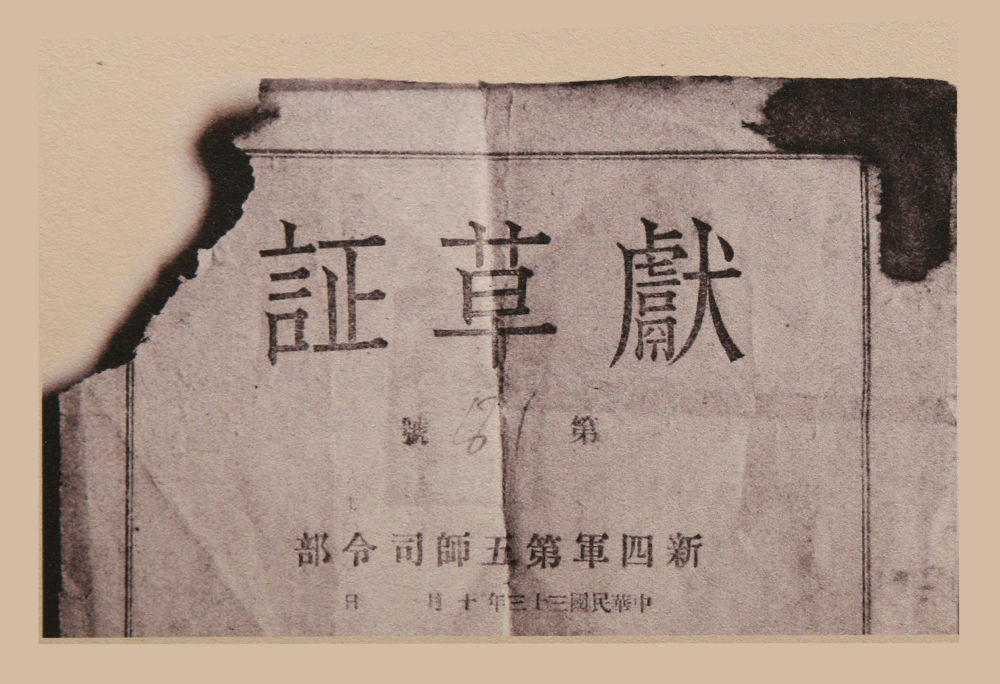 獻草証
第 號
新四軍第五師司令部
中華民國三十三年十月 日